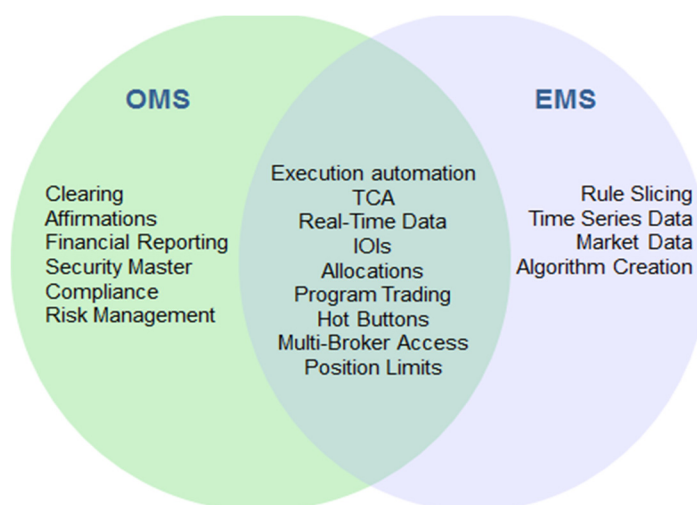 OMS
EMS
Clearing
Affirmations
Financial Reporting
Security Master
Compliance
Risk Management
Execution automation
TCA
Real-Time Data
IOIs
Allocations
Program Trading
Hot Buttons
Multi-Broker Access
Position Limits
Rule Slicing
Time Series Data
Market Data
Algorithm Creation